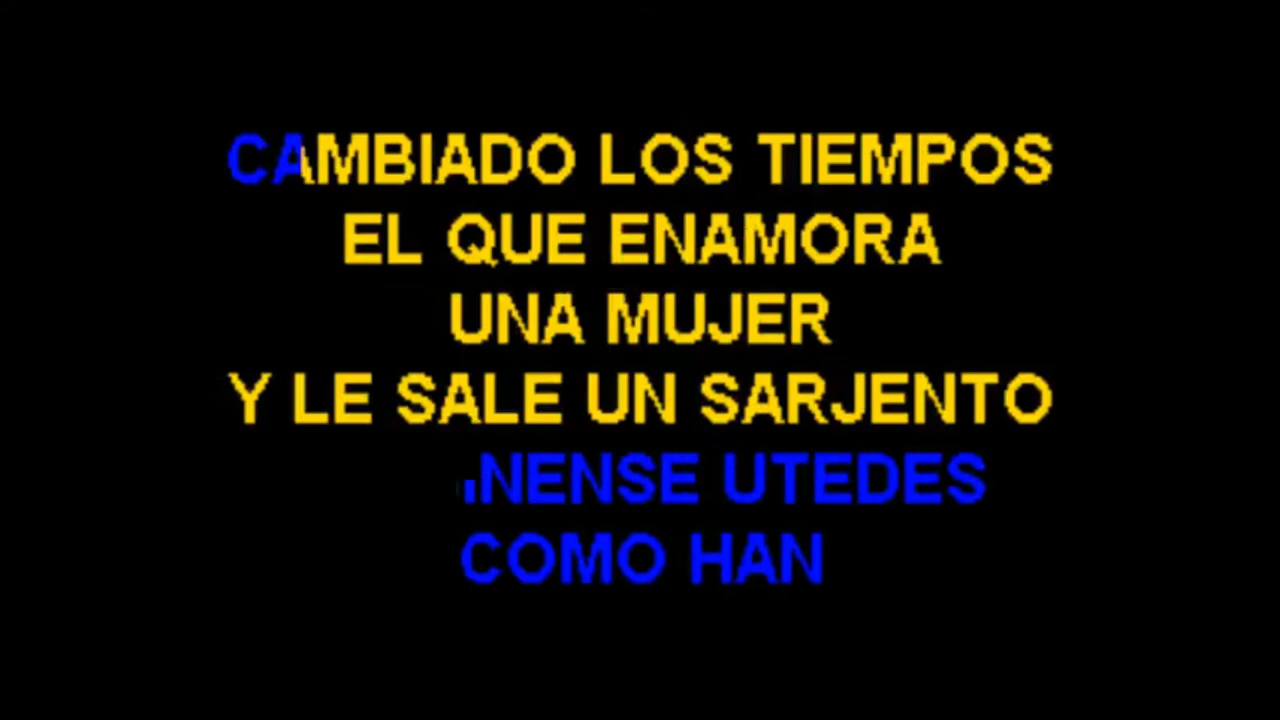 CAMBIADO LOS TIEMPOS
EL QUE ENAMORA
UNA MUJER
Y LE SALE UN SARJENTO
NENSE UTEDES
COMO HAN